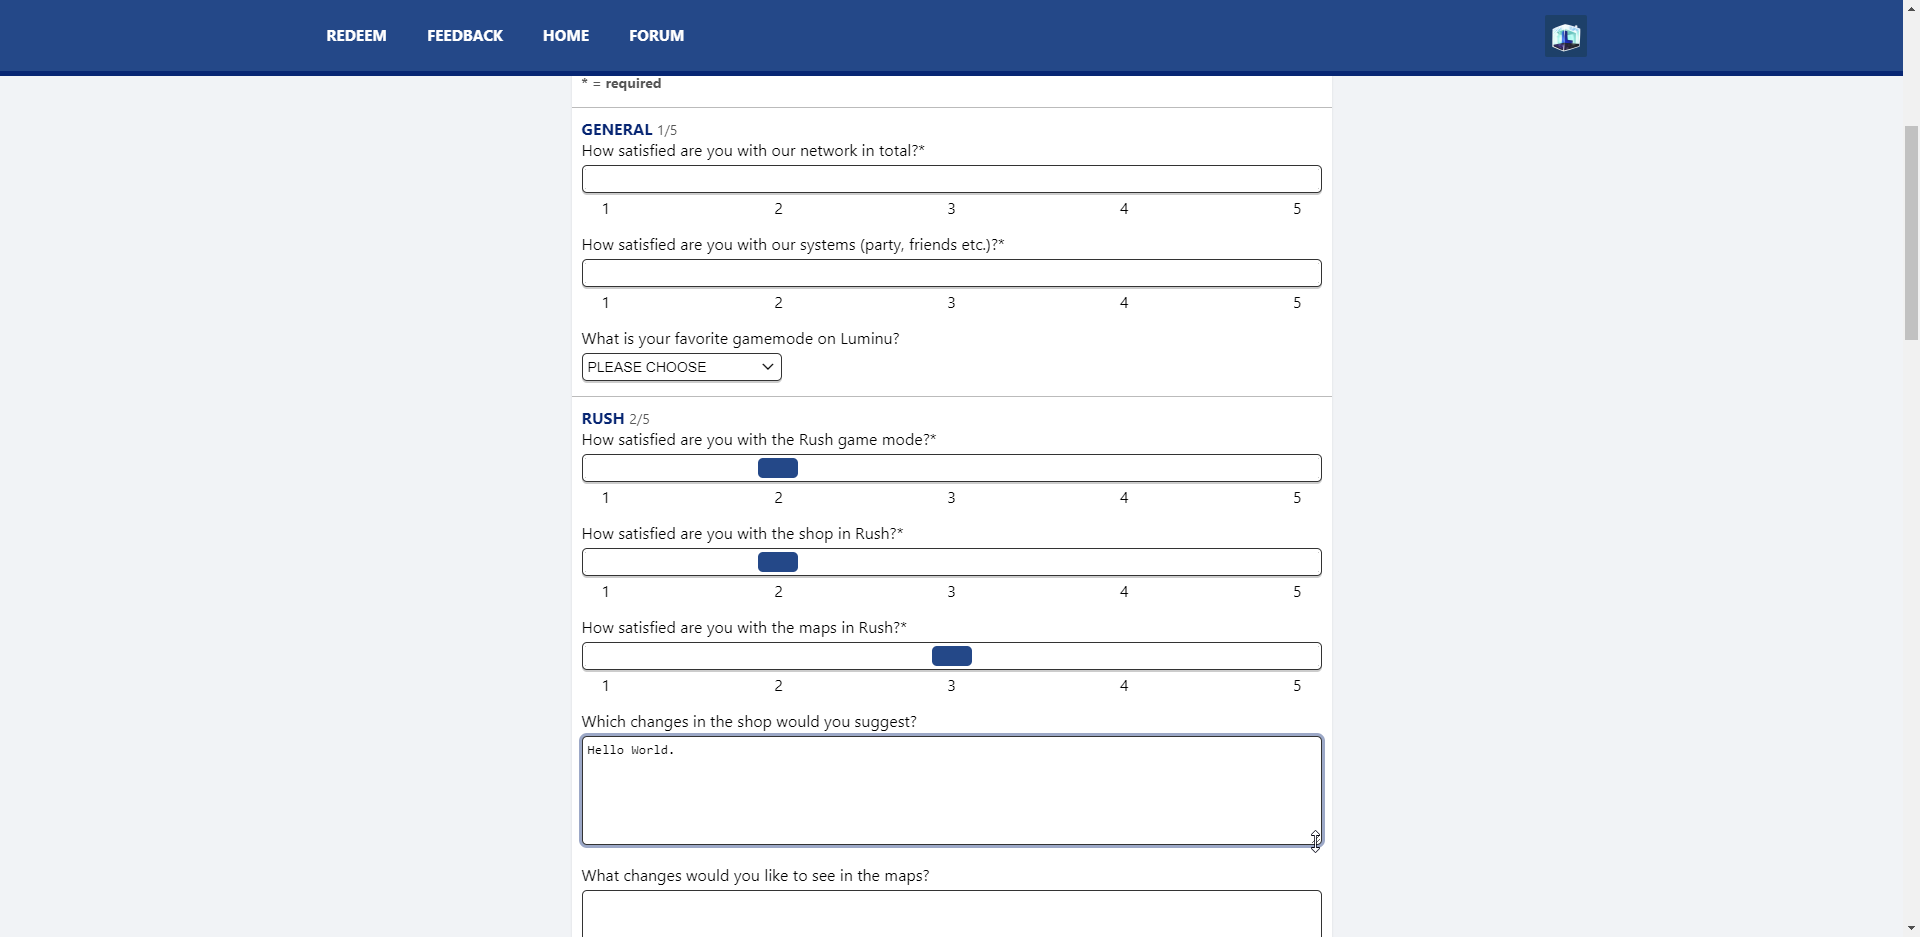 REDEEM FEEDBACK HOME FORUM
* = required
GENERAL 1/5
How satisfied are you with our network in total?*
1 2 3 4 5
How satisfied are you with our systems (party, friends etc.)?*
1 2 3 4 5
What is your favorite gamemode on Luminu?
PLEASE CHOOSE
RUSH 2/5
How satisfied are you with the Rush game mode?*
1 2 3 4 5
How satisfied are you with the shop in Rush?*
1 2 3 4 5
How satisfied are you with the maps in Rush?*
1 2 3 4 5
Which changes in the shop would you suggest?
Hello World.
What changes would you like to see in the maps?